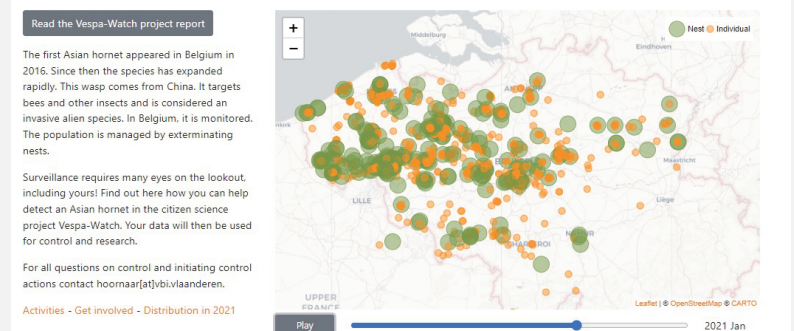 Read the Vespa-Watch project report
The first Asian hornet appeared in Belgium in
2016. Since then the species has expanded
rapidly. This wasp comes from China. It targets
bees and other insects and is considered an
invasive alien species. In Belgium, it is monitored.
The population is managed by exterminating
nests.
Surveillance requires many eyes on the lookout,
including yours! Find out here how you can help
detect an Asian hornet in the citizen science
project Vespa-Watch. Your data will then be used
for control and research.
For all questions on control and initiating control
actions contact hoornaar[at]vbi.vlaanderen.
Activities - Get involved - Distribution in 2021
+
−
Nest Individual
Middelburg
Eindhoven
Maastricht
LILLE
Liège
UPPER
FRANCE
Leaflet | © OpenStreetMap © CARTO
Play
2021 Jan